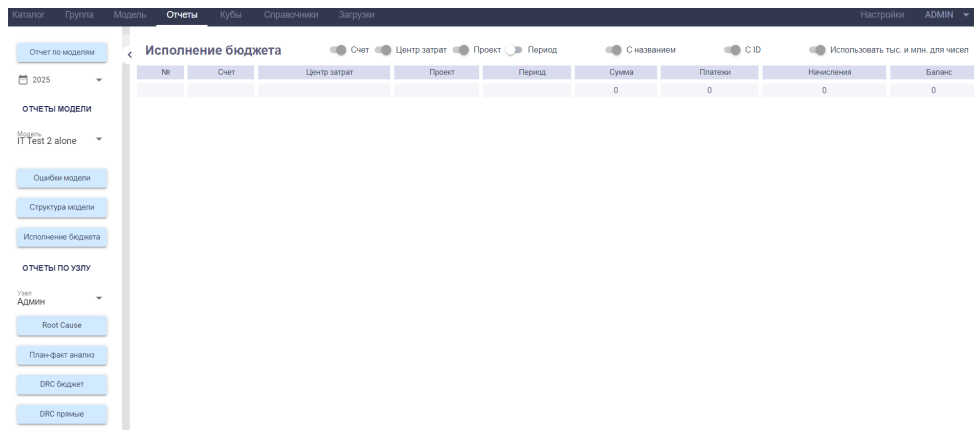 Каталог Группа Модель Отчеты Кубы Справочники Загрузки Настройки ADMIN
Отчет по моделям
2025
ОТЧЕТЫ МОДЕЛИ
Модель
IT Test 2 alone
Ошибки модели
Структура модели
Исполнение бюджета
ОТЧЕТЫ ПО УЗЛУ
Узел
Админ
Root Cause
План-факт анализ
DRC бюджет
DRC прямые
Исполнение бюджета Счет Центр затрат Проект Период С названием С ID Использовать тыс. и млн. для чисел
№ Счет Центр затрат Проект Период Сумма Платежи Начисления Баланс
0 0 0 0